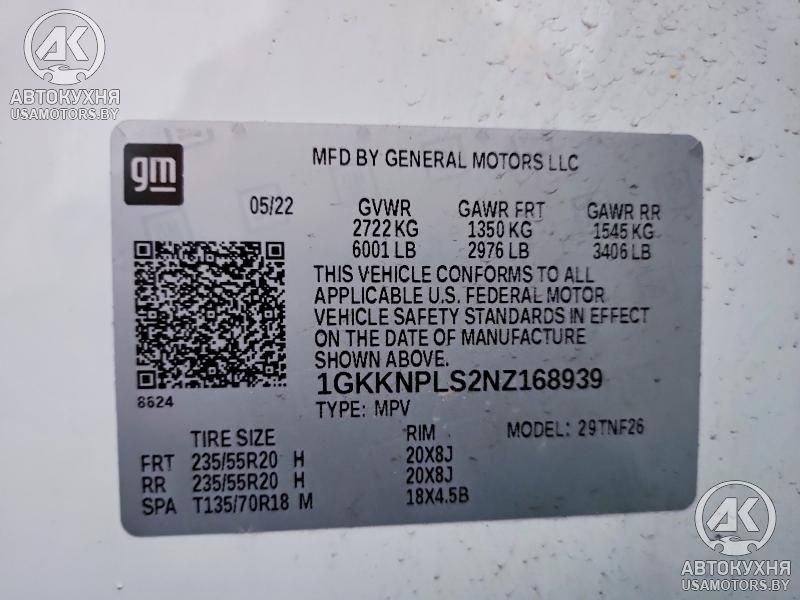 AK
АВТОКУХНЯ
USAMOTORS.BY
gm
MFD BY GENERAL MOTORS LLC
05/22 GVWR GAWR FRT GAWR RR
2722 KG 1350 KG 1545 KG
6001 LB 2976 LB 3406 LB
THIS VEHICLE CONFORMS TO ALL
APPLICABLE U.S. FEDERAL MOTOR
VEHICLE SAFETY STANDARDS IN EFFECT
ON THE DATE OF MANUFACTURE
SHOWN ABOVE.
1GKKNPLS2NZ168939
8624
TYPE: MPV
MODEL: 29TNF26
TIRE SIZE RIM
FRT 235/55R20 H 20X8J
RR 235/55R20 H 20X8J
SPA T135/70R18 M 18X4.5B
AK
АВТОКУХНЯ
USAMOTORS.BY